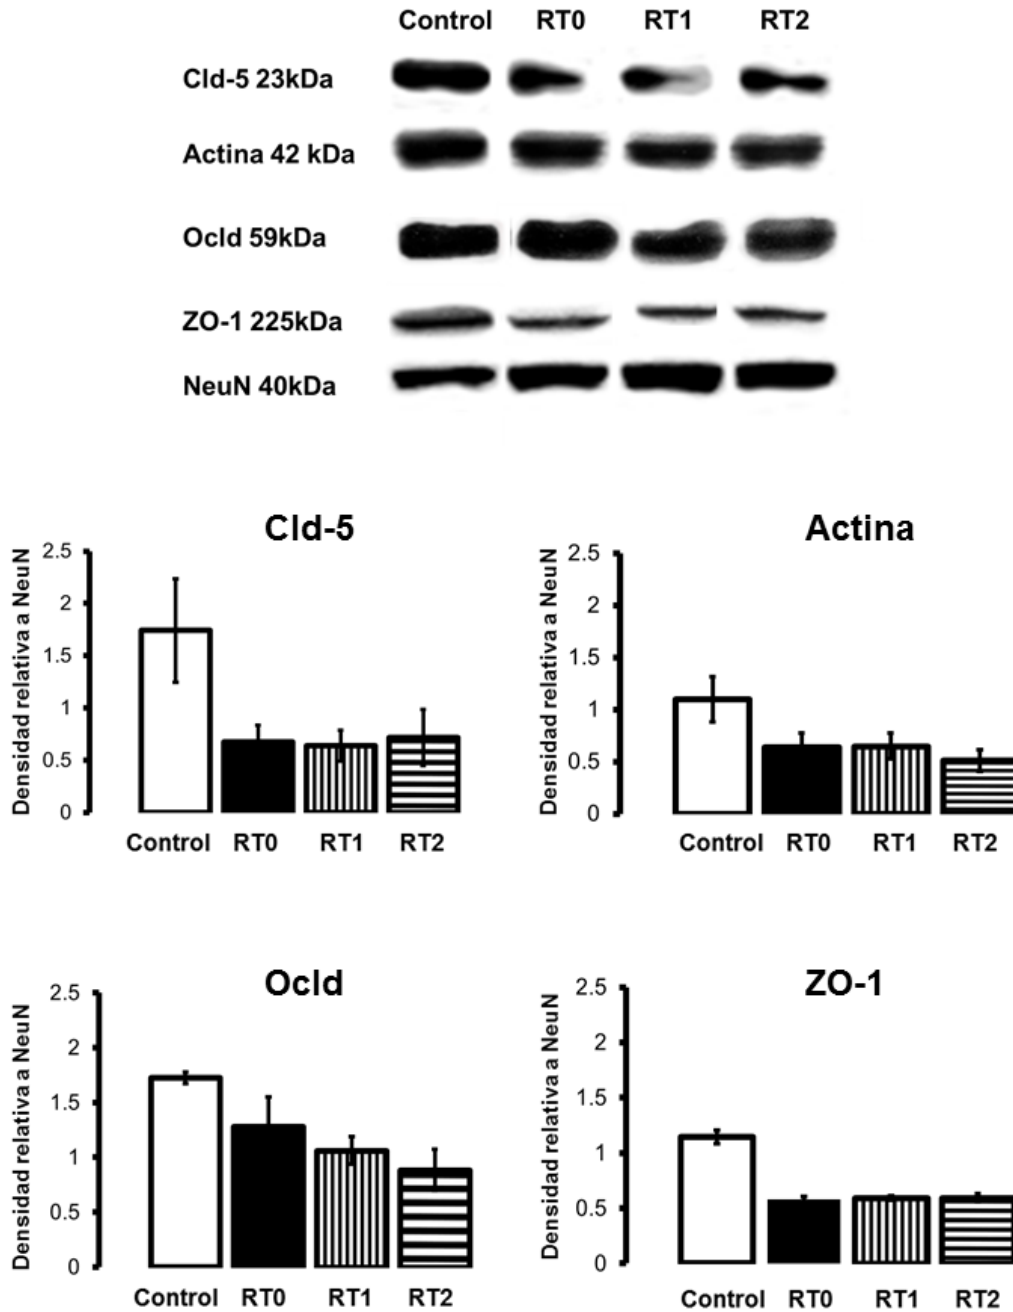 Control RT0 RT1 RT2
Cld-5 23kDa
Actina 42 kDa
Ocld 59kDa
ZO-1 225kDa
NeuN 40kDa
Cld-5
Densidad relativa a NeuN
2.5
2
1.5
1
0.5
0
Control RT0 RT1 RT2
Actina
Densidad relativa a NeuN
2.5
2
1.5
1
0.5
0
Control RT0 RT1 RT2
Ocld
Densidad relativa a NeuN
2.5
2
1.5
1
0.5
0
Control RT0 RT1 RT2
ZO-1
Densidad relativa a NeuN
2.5
2
1.5
1
0.5
0
Control RT0 RT1 RT2